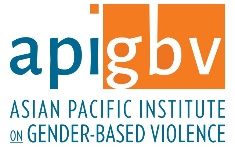 apigbv
ASIAN PACIFIC INSTITUTE
ON GENDER-BASED VIOLENCE